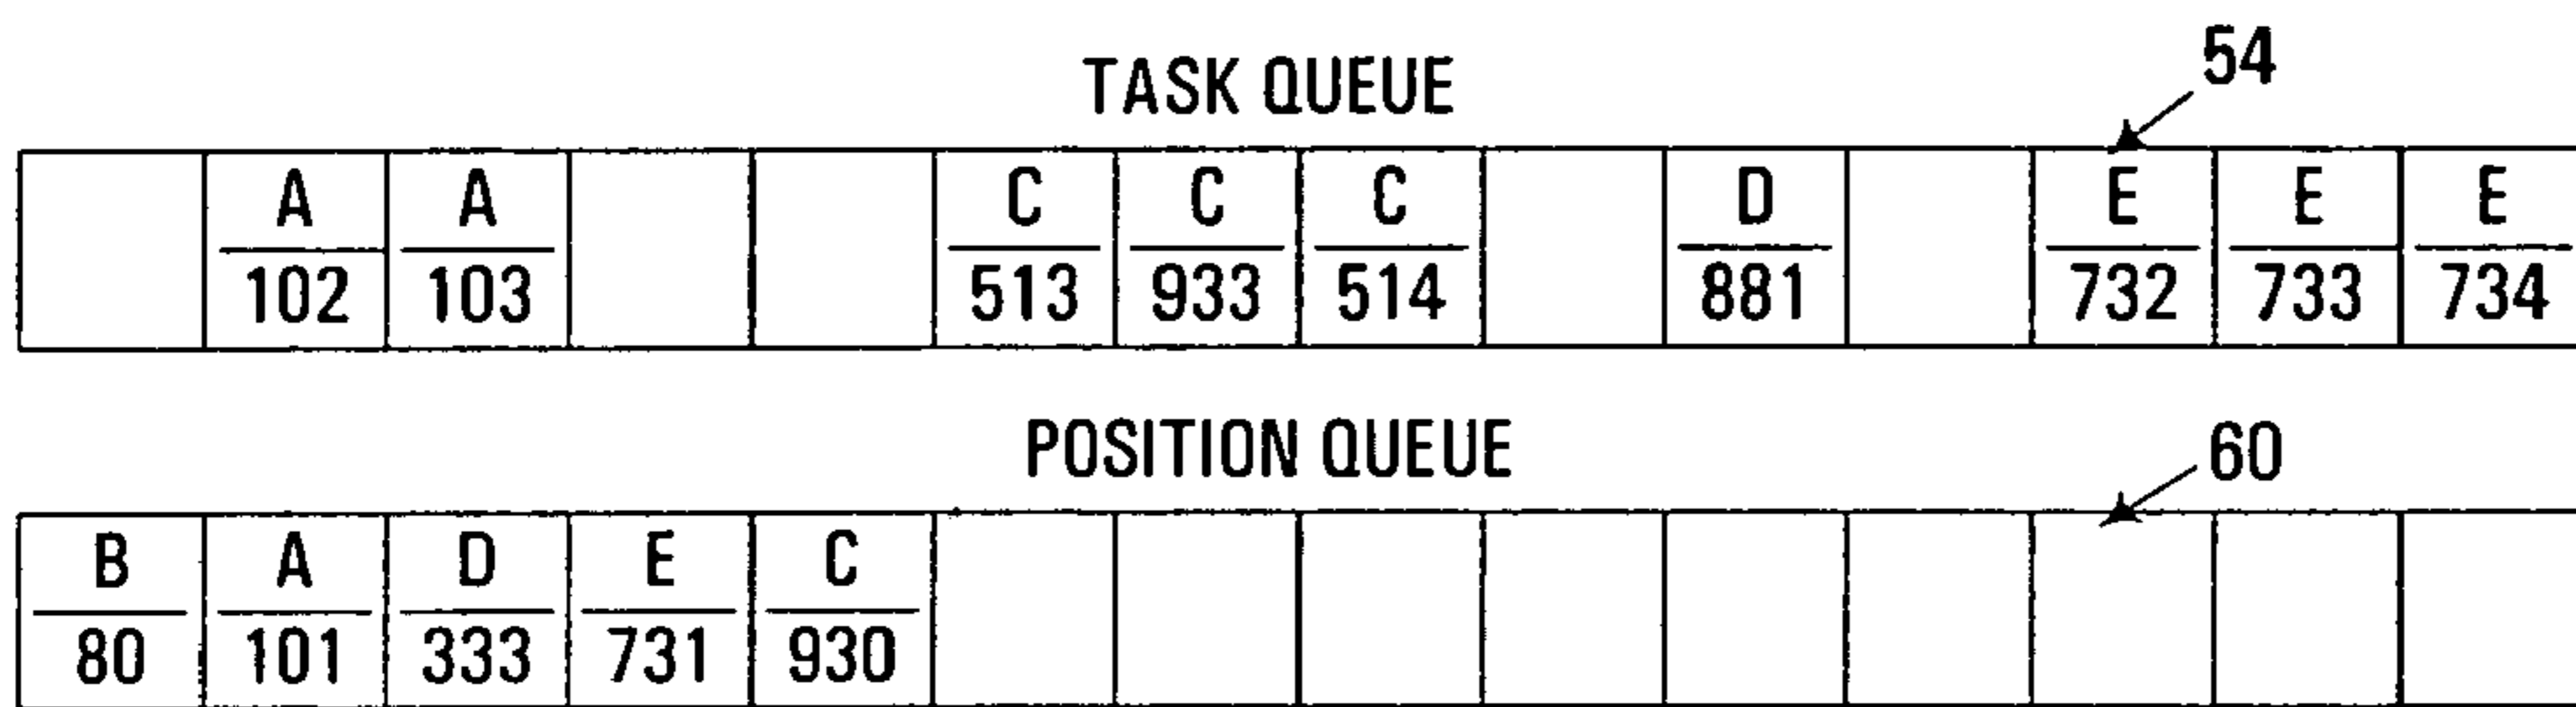 54
TASK QUEUE
A A C C C D E E E
102 103 513 933 514 881 732 733 734
POSITION QUEUE
60
B A D E C
80 101 333 731 930